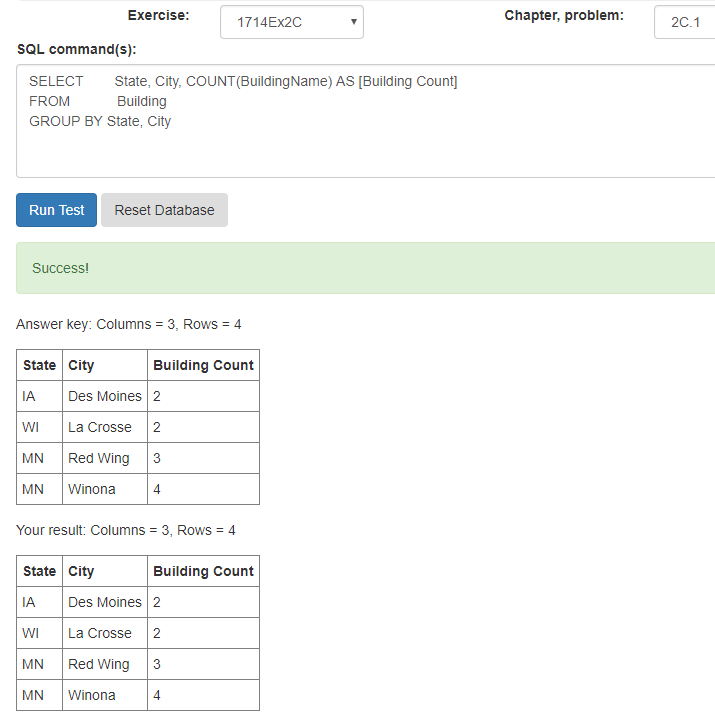 Exercise: 1714Ex2C Chapter, problem: 2C.1
SQL command(s):
SELECT State, City, COUNT(BuildingName) AS [Building Count]
FROM Building
GROUP BY State, City
Run Test Reset Database
Success!
Answer key: Columns = 3, Rows = 4
State City Building Count
IA Des Moines 2
WI La Crosse 2
MN Red Wing 3
MN Winona 4
Your result: Columns = 3, Rows = 4
State City Building Count
IA Des Moines 2
WI La Crosse 2
MN Red Wing 3
MN Winona 4